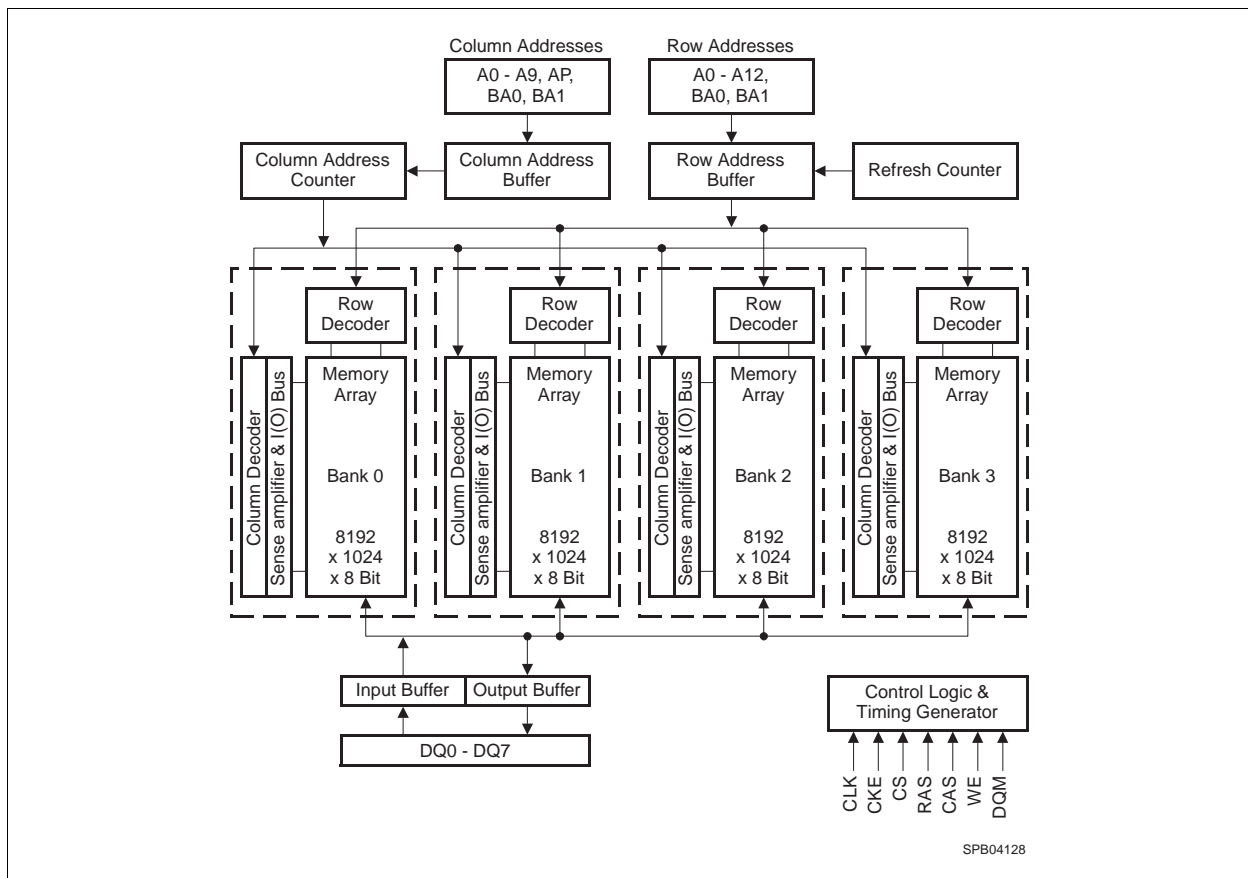 Column Addresses
Row Addresses
A0 - A9, AP,
BA0, BA1
A0 - A12,
BA0, BA1
Column Address
Counter
Column Address
Buffer
Row Address
Buffer
Refresh Counter
Row
Decoder
Row
Decoder
Row
Decoder
Row
Decoder
Column Decoder
Sense amplifier & I(O) Bus
Memory
Array
Bank 0
8192
x 1024
x 8 Bit
Column Decoder
Sense amplifier & I(O) Bus
Memory
Array
Bank 1
8192
x 1024
x 8 Bit
Column Decoder
Sense amplifier & I(O) Bus
Memory
Array
Bank 2
8192
x 1024
x 8 Bit
Column Decoder
Sense amplifier & I(O) Bus
Memory
Array
Bank 3
8192
x 1024
x 8 Bit
Input Buffer
Output Buffer
DQ0 - DQ7
Control Logic &
Timing Generator
CLK
CKE
CS
RAS
CAS
WE
DQM
SPB04128